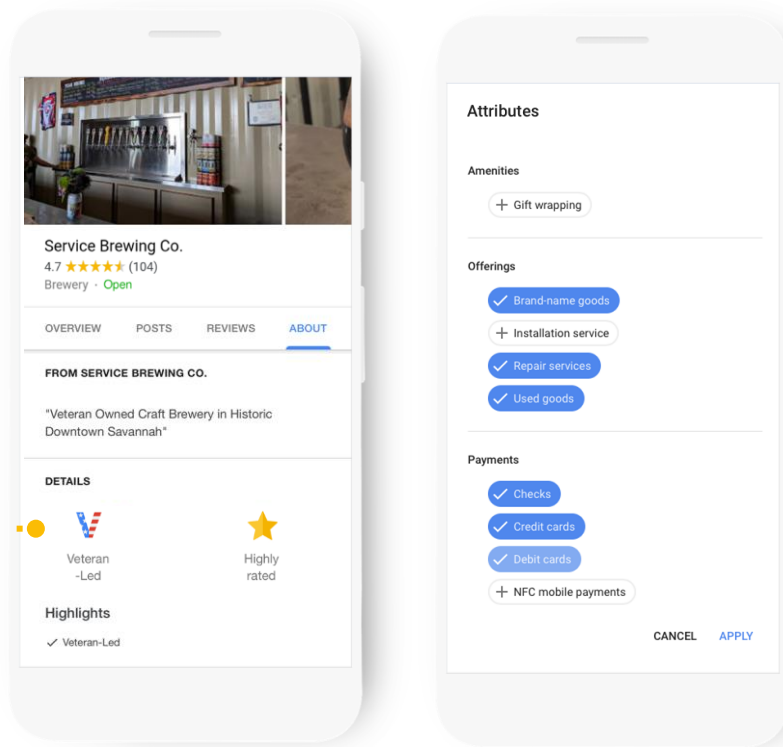 Service Brewing Co.
4.7 ★★★★★ (104)
Brewery · Open
OVERVIEW POSTS REVIEWS ABOUT
FROM SERVICE BREWING CO.
"Veteran Owned Craft Brewery in Historic
Downtown Savannah"
DETAILS
Veteran
-Led
Highly
rated
Highlights
Veteran-Led
Attributes
Amenities
Gift wrapping
Offerings
Brand-name goods
Installation service
Repair services
Used goods
Payments
Checks
Credit cards
Debit cards
NFC mobile payments
CANCEL APPLY